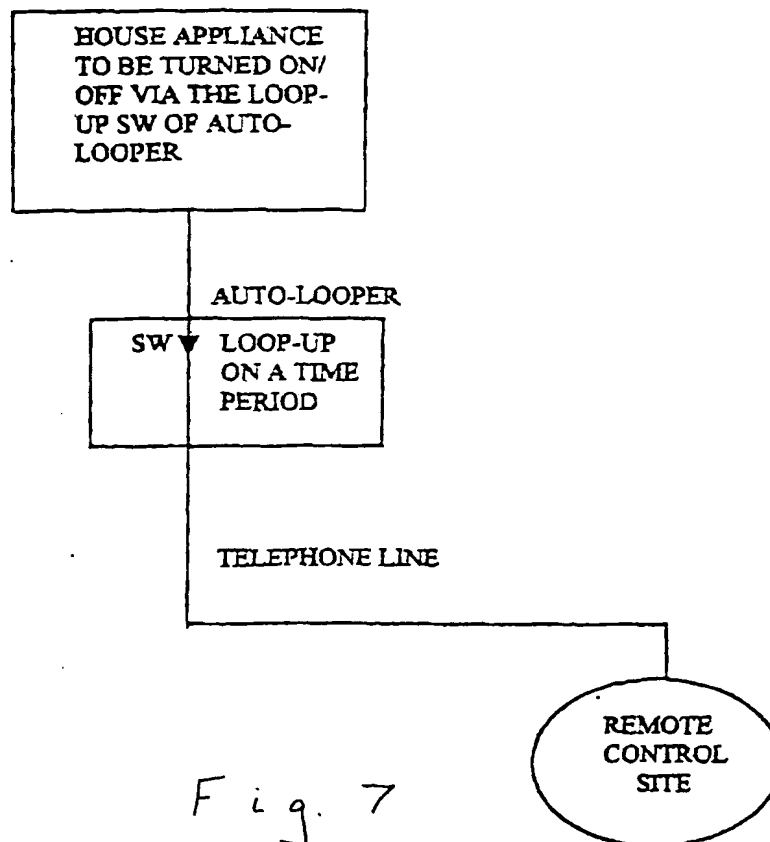 HOUSE APPLIANCE
TO BE TURNED ON/
OFF VIA THE LOOP-
UP SW OF AUTO-
LOOPER
AUTO-LOOPER
SW LOOP-UP
ON A TIME
PERIOD
TELEPHONE LINE
REMOTE
CONTROL
SITE
Fig. 7